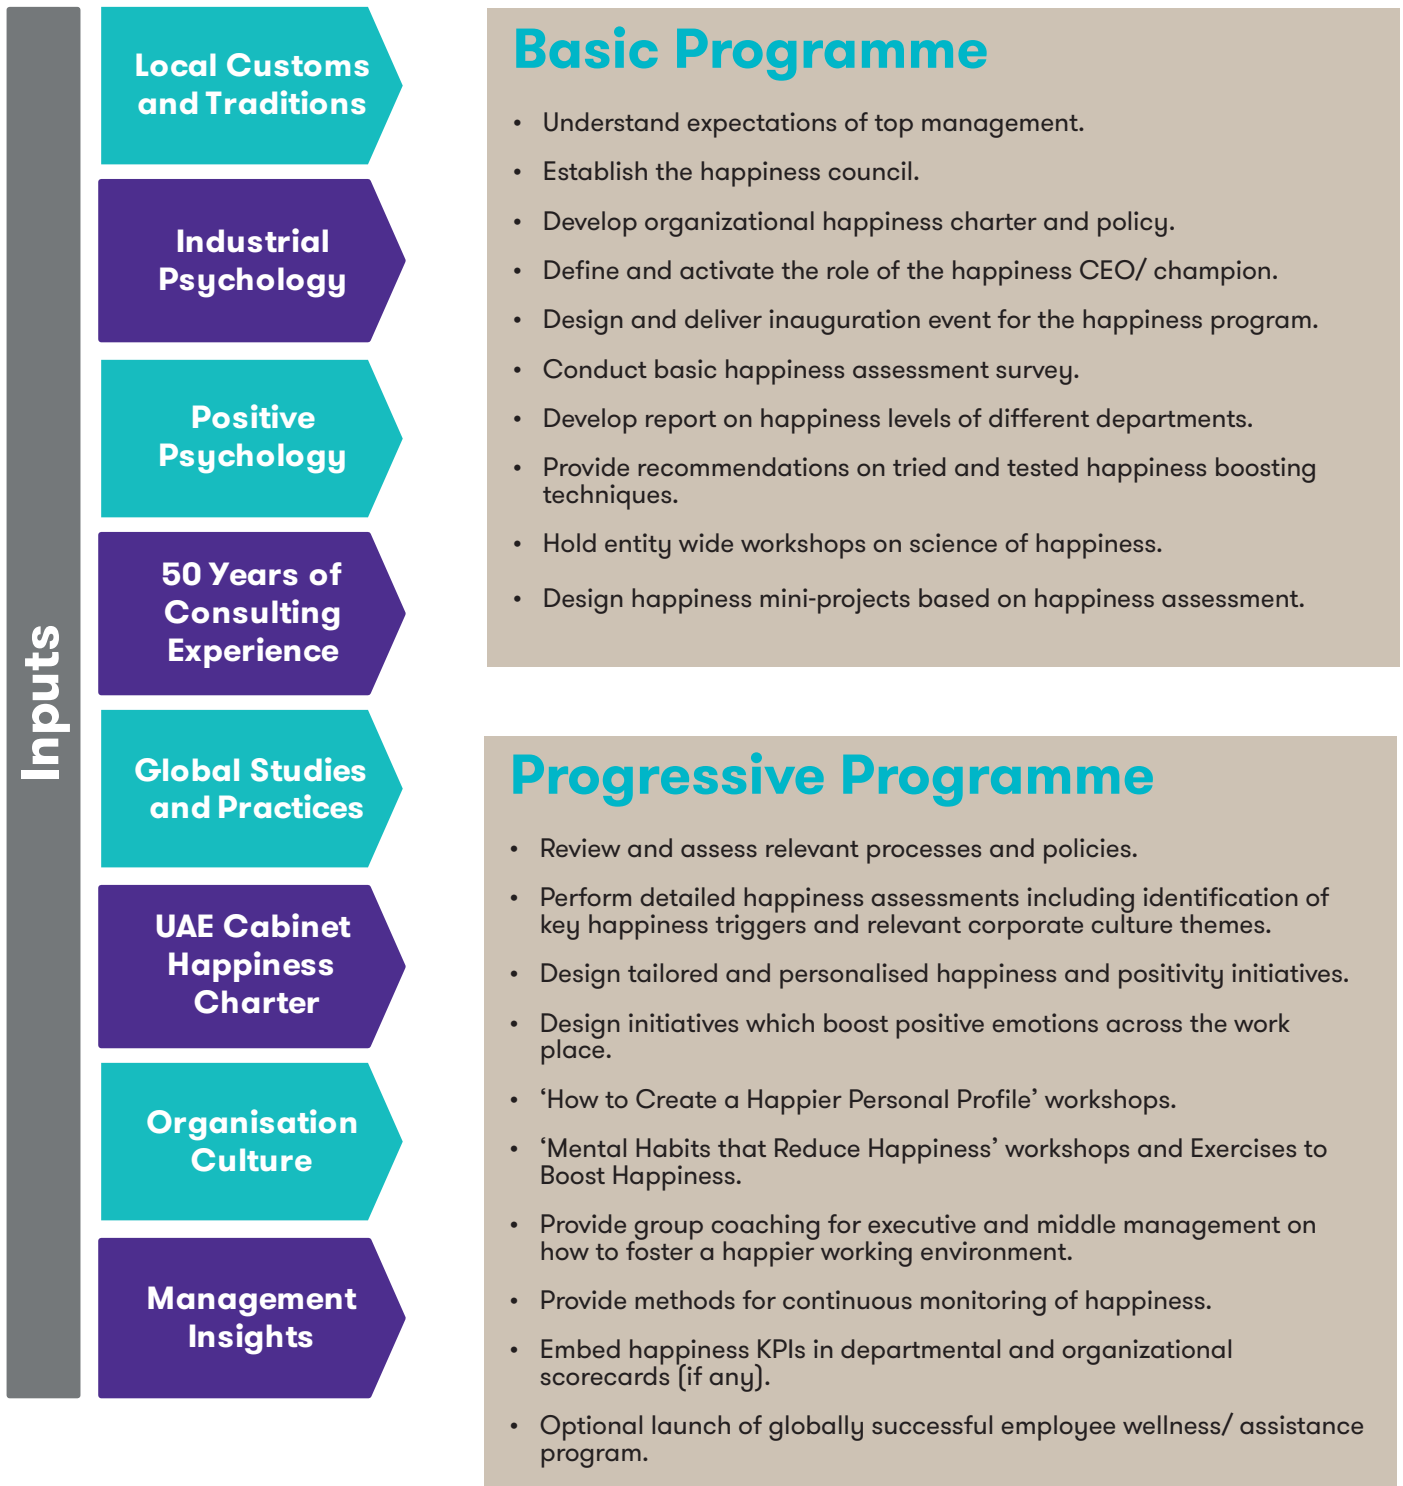 Inputs
Local Customs
and Traditions
Industrial
Psychology
Positive
Psychology
50 Years of
Consulting
Experience
Global Studies
and Practices
UAE Cabinet
Happiness
Charter
Organisation
Culture
Management
Insights
Basic Programme
• Understand expectations of top management.
• Establish the happiness council.
• Develop organizational happiness charter and policy.
• Define and activate the role of the happiness CEO/ champion.
• Design and deliver inauguration event for the happiness program.
• Conduct basic happiness assessment survey.
• Develop report on happiness levels of different departments.
• Provide recommendations on tried and tested happiness boosting
techniques.
• Hold entity wide workshops on science of happiness.
• Design happiness mini-projects based on happiness assessment.
Progressive Programme
• Review and assess relevant processes and policies.
• Perform detailed happiness assessments including identification of
key happiness triggers and relevant corporate culture themes.
• Design tailored and personalised happiness and positivity initiatives.
• Design initiatives which boost positive emotions across the work
place.
• ‘How to Create a Happier Personal Profile’ workshops.
• ‘Mental Habits that Reduce Happiness’ workshops and Exercises to
Boost Happiness.
• Provide group coaching for executive and middle management on
how to foster a happier working environment.
• Provide methods for continuous monitoring of happiness.
• Embed happiness KPIs in departmental and organizational
scorecards (if any).
• Optional launch of globally successful employee wellness/ assistance
program.